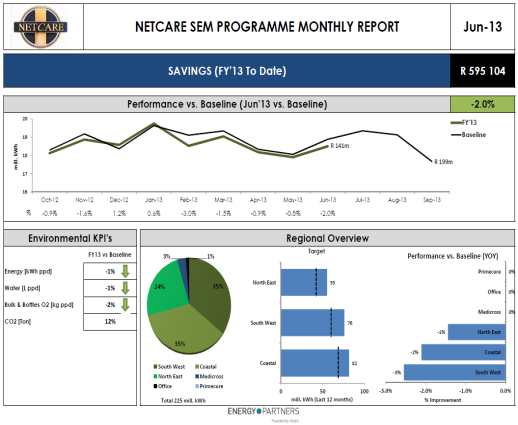 NETCARE
NETCARE SEM PROGRAMME MONTHLY REPORT
Jun-13
SAVINGS (FY'13 To Date)
R 595 104
Performance vs. Baseline (Jun'13 vs. Baseline)
-2.0%
mill. kWh
20
19
18
17
16
R 141m
R 199m
FY'13
Baseline
Oct-12 Nov-12 Dec-12 Jan-13 Feb-13 Mar-13 Apr-13 May-13 Jun-13 Jul-13 Aug-13 Sep-13
% -0.9% -1.6% 1.2% 0.6% -3.0% -1.5% -0.9% -0.8% -2.0%
Environmental KPI's
FY13 vs Baseline
Energy [kWh ppd] -1%
Water [L ppd] -1%
Bulk & Bottles O2 [kg ppd] -2%
CO2 [Ton] 12%
Regional Overview
3% 1%
24% 35%
35%
South West Coastal
North East Medicross
Office Primecure
Total 225 mill. kWh
Target
North East 55
South West 76
Coastal 82
0 50 100
mill. kWh (Last 12 months)
Performance vs. Baseline (YOY)
Primecure 0%
Office 0%
Medicross 0%
-1% North East
-2% Coastal
-3% South West
-3.0% -2.0% -1.0% 0.0%
% Improvement
ENERGY PARTNERS